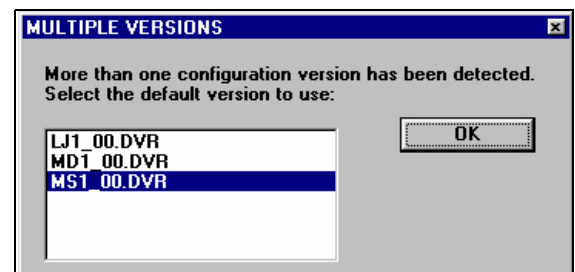 MULTIPLE VERSIONS
More than one configuration version has been detected.
Select the default version to use:
LJ1_00.DVR
MD1_00.DVR
MS1_00.DVR
OK